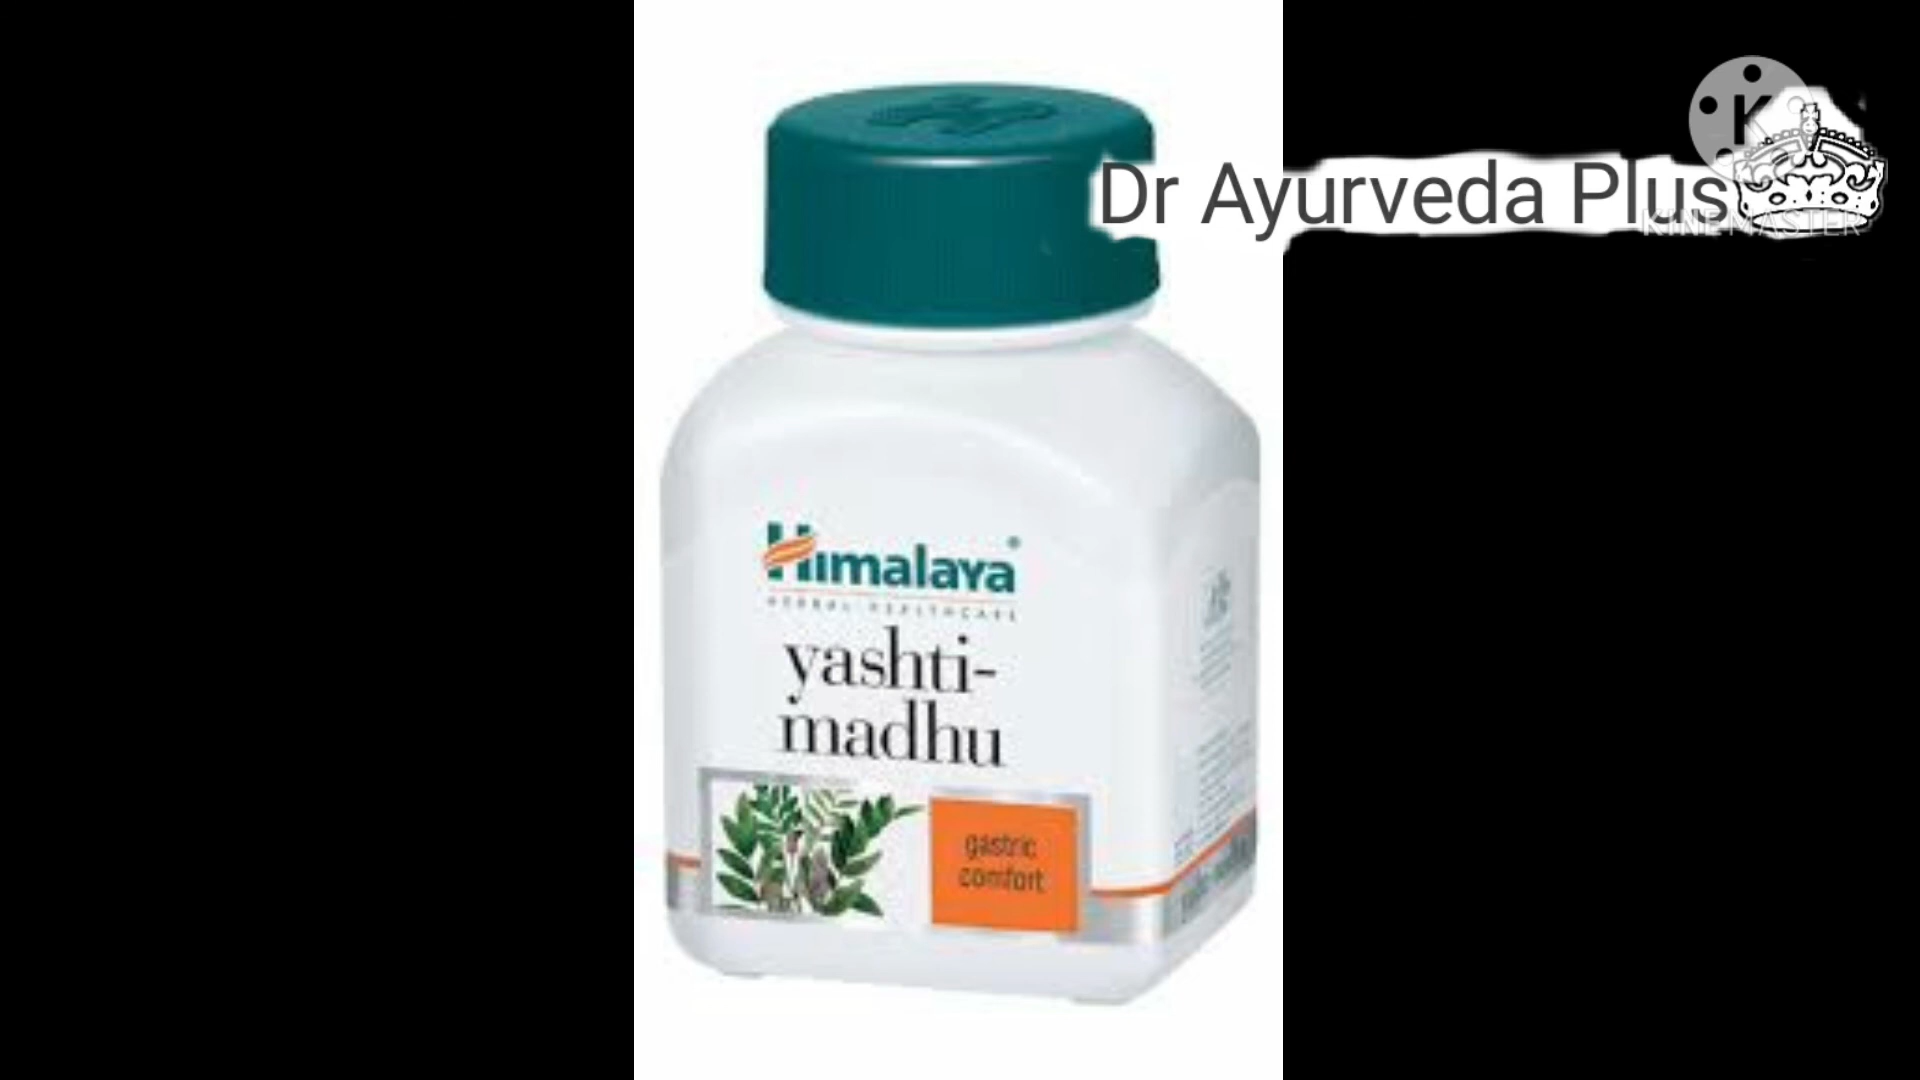 Dr Ayurveda Plus
K
KINEMASTER
Himalaya®
HERBAL HEALTHCARE
yashti-
madhu
gastric
comfort